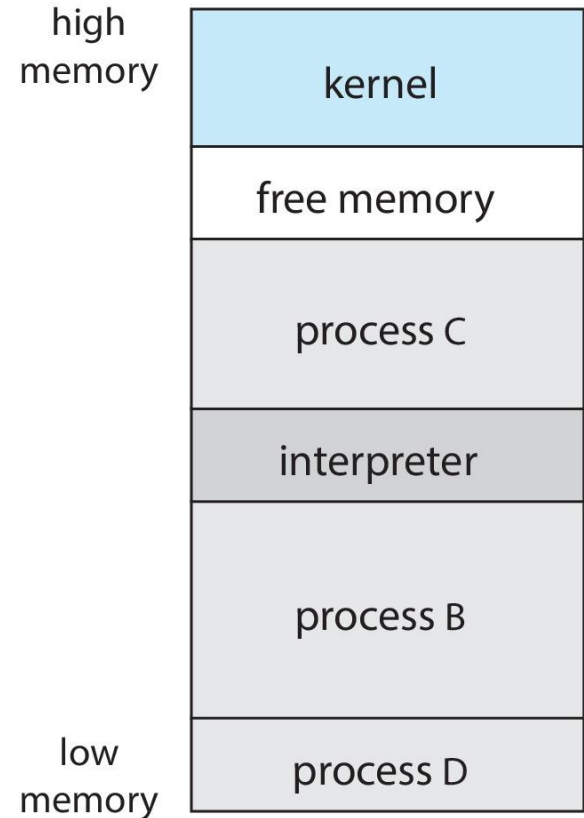 high
memory
kernel
free memory
process C
interpreter
process B
low
memory
process D